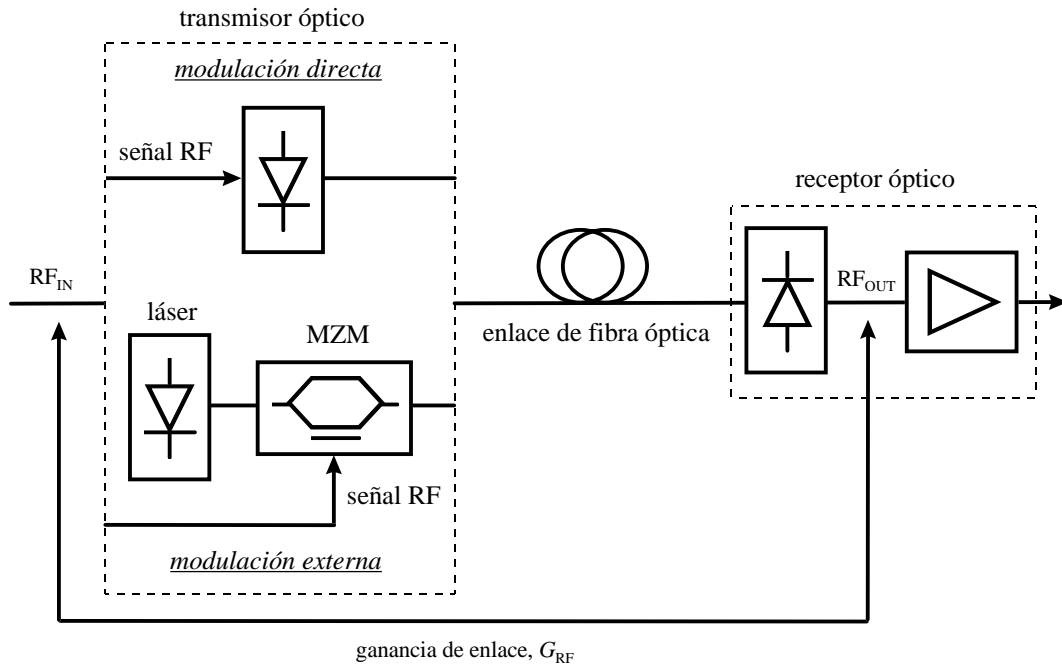 transmisor óptico
modulación directa
señal RF
receptor óptico
RF_IN
RF_OUT
láser
MZM
enlace de fibra óptica
señal RF
modulación externa
ganancia de enlace, G_RF